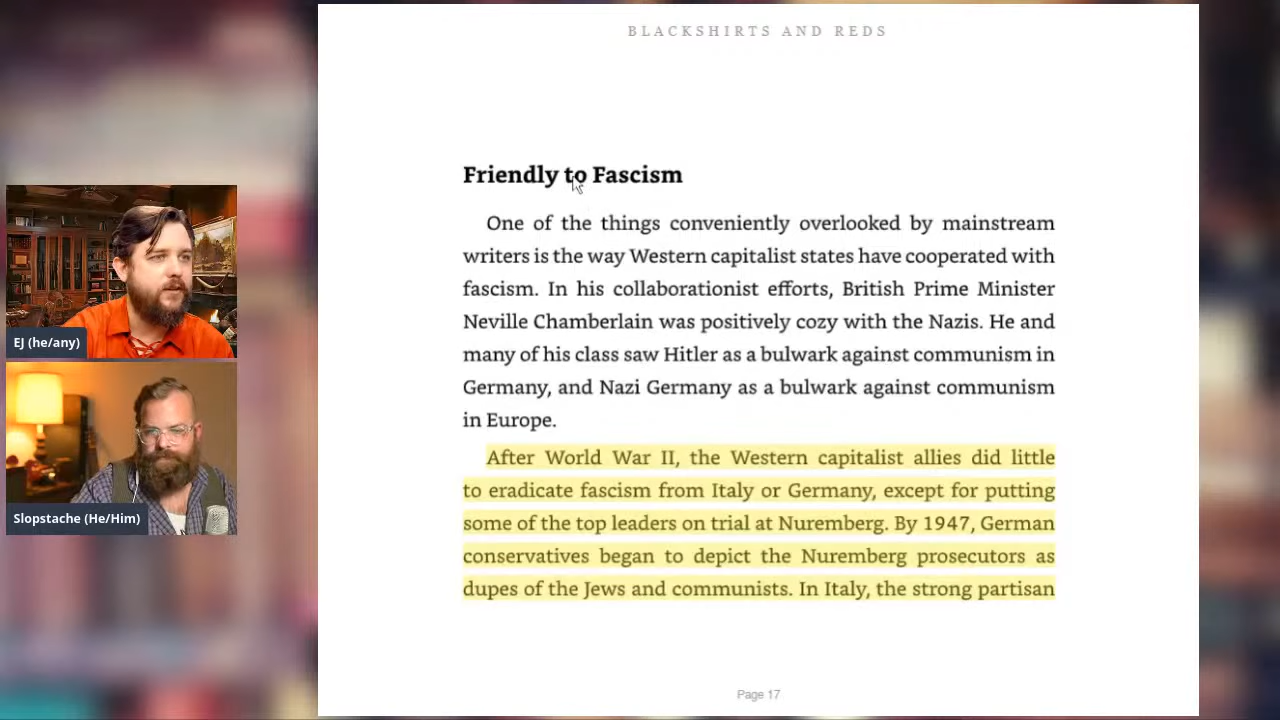 BLACKSHIRTS AND REDS
Friendly to Fascism
One of the things conveniently overlooked by mainstream
writers is the way Western capitalist states have cooperated with
fascism. In his collaborationist efforts, British Prime Minister
Neville Chamberlain was positively cozy with the Nazis. He and
many of his class saw Hitler as a bulwark against communism in
Germany, and Nazi Germany as a bulwark against communism
in Europe.
After World War II, the Western capitalist allies did little
to eradicate fascism from Italy or Germany, except for putting
some of the top leaders on trial at Nuremberg. By 1947, German
conservatives began to depict the Nuremberg prosecutors as
dupes of the Jews and communists. In Italy, the strong partisan
Page 17
EJ (he/any)
Slopstache (He/Him)